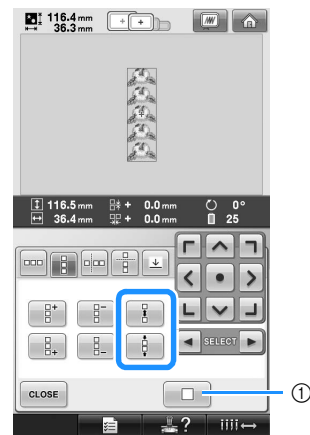 116.4 mm
36.3 mm
116.5 mm + 0.0 mm 0°
36.4 mm + 0.0 mm 25
SELECT
CLOSE
①
?